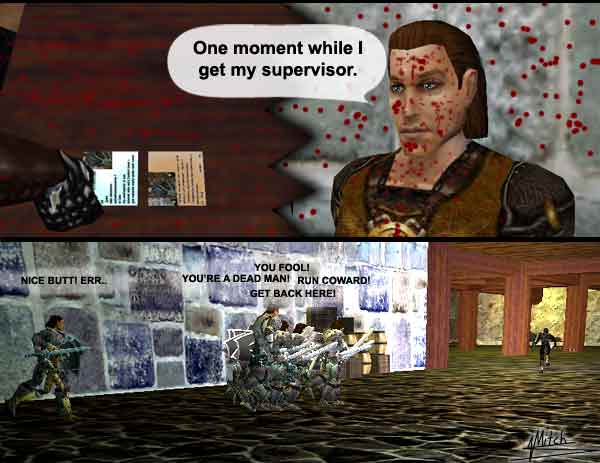 One moment while I
get my supervisor.
NICE BUTT! ERR..
YOU FOOL!
YOU'RE A DEAD MAN!
RUN COWARD!
GET BACK HERE!
Mitch